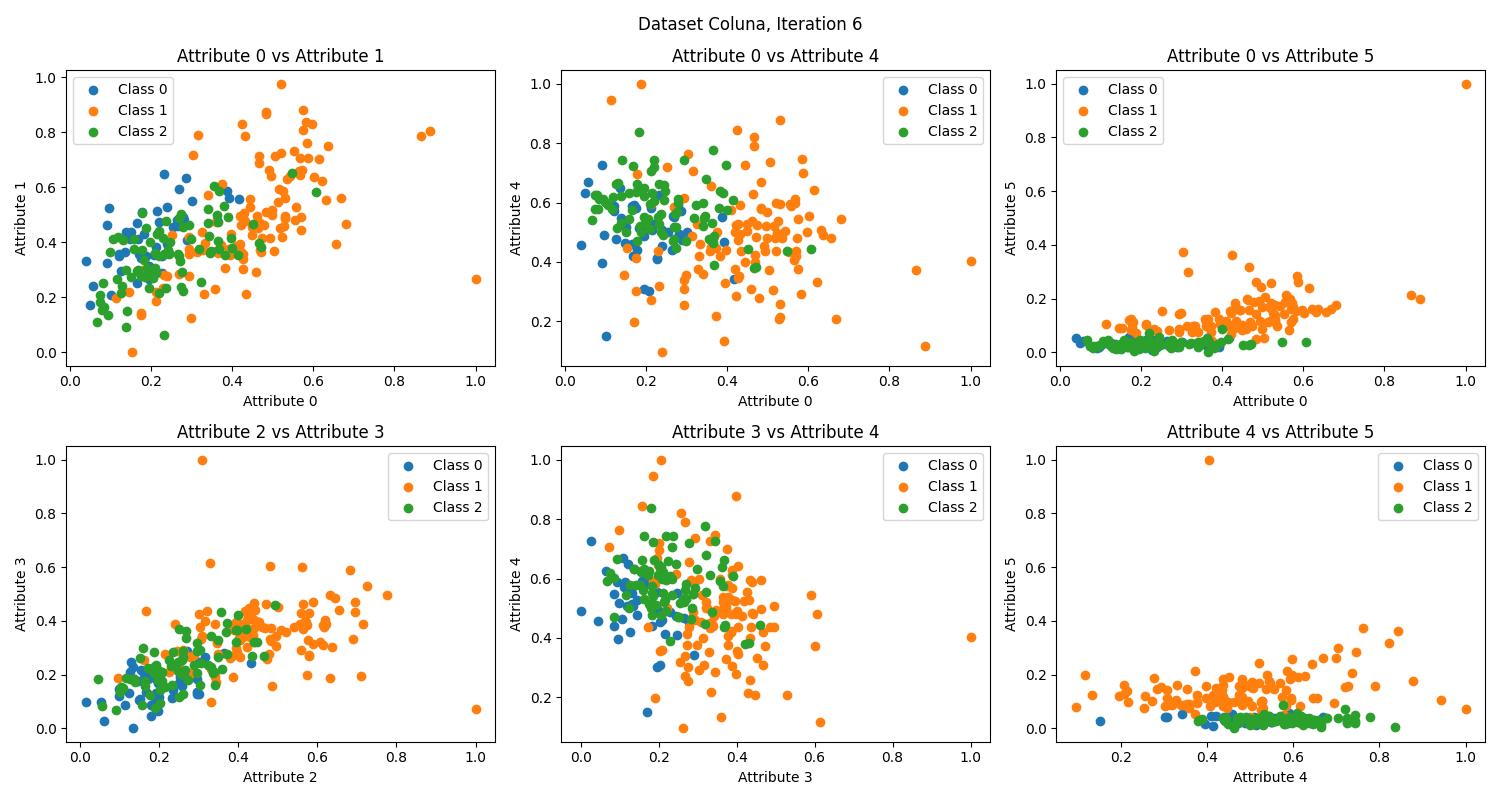 Dataset Coluna, Iteration 6
Attribute 0 vs Attribute 1
Class 0
Class 1
Class 2
1.0
0.8
0.6
0.4
0.2
0.0
Attribute 1
0.0 0.2 0.4 0.6 0.8 1.0
Attribute 0
Attribute 0 vs Attribute 4
Class 0
Class 1
Class 2
1.0
0.8
0.6
0.4
0.2
Attribute 4
0.0 0.2 0.4 0.6 0.8 1.0
Attribute 0
Attribute 0 vs Attribute 5
Class 0
Class 1
Class 2
1.0
0.8
0.6
0.4
0.2
0.0
Attribute 5
0.0 0.2 0.4 0.6 0.8 1.0
Attribute 0
Attribute 2 vs Attribute 3
Class 0
Class 1
Class 2
1.0
0.8
0.6
0.4
0.2
0.0
Attribute 3
0.0 0.2 0.4 0.6 0.8 1.0
Attribute 2
Attribute 3 vs Attribute 4
Class 0
Class 1
Class 2
1.0
0.8
0.6
0.4
0.2
Attribute 4
0.0 0.2 0.4 0.6 0.8 1.0
Attribute 3
Attribute 4 vs Attribute 5
Class 0
Class 1
Class 2
1.0
0.8
0.6
0.4
0.2
0.0
Attribute 5
0.2 0.4 0.6 0.8 1.0
Attribute 4